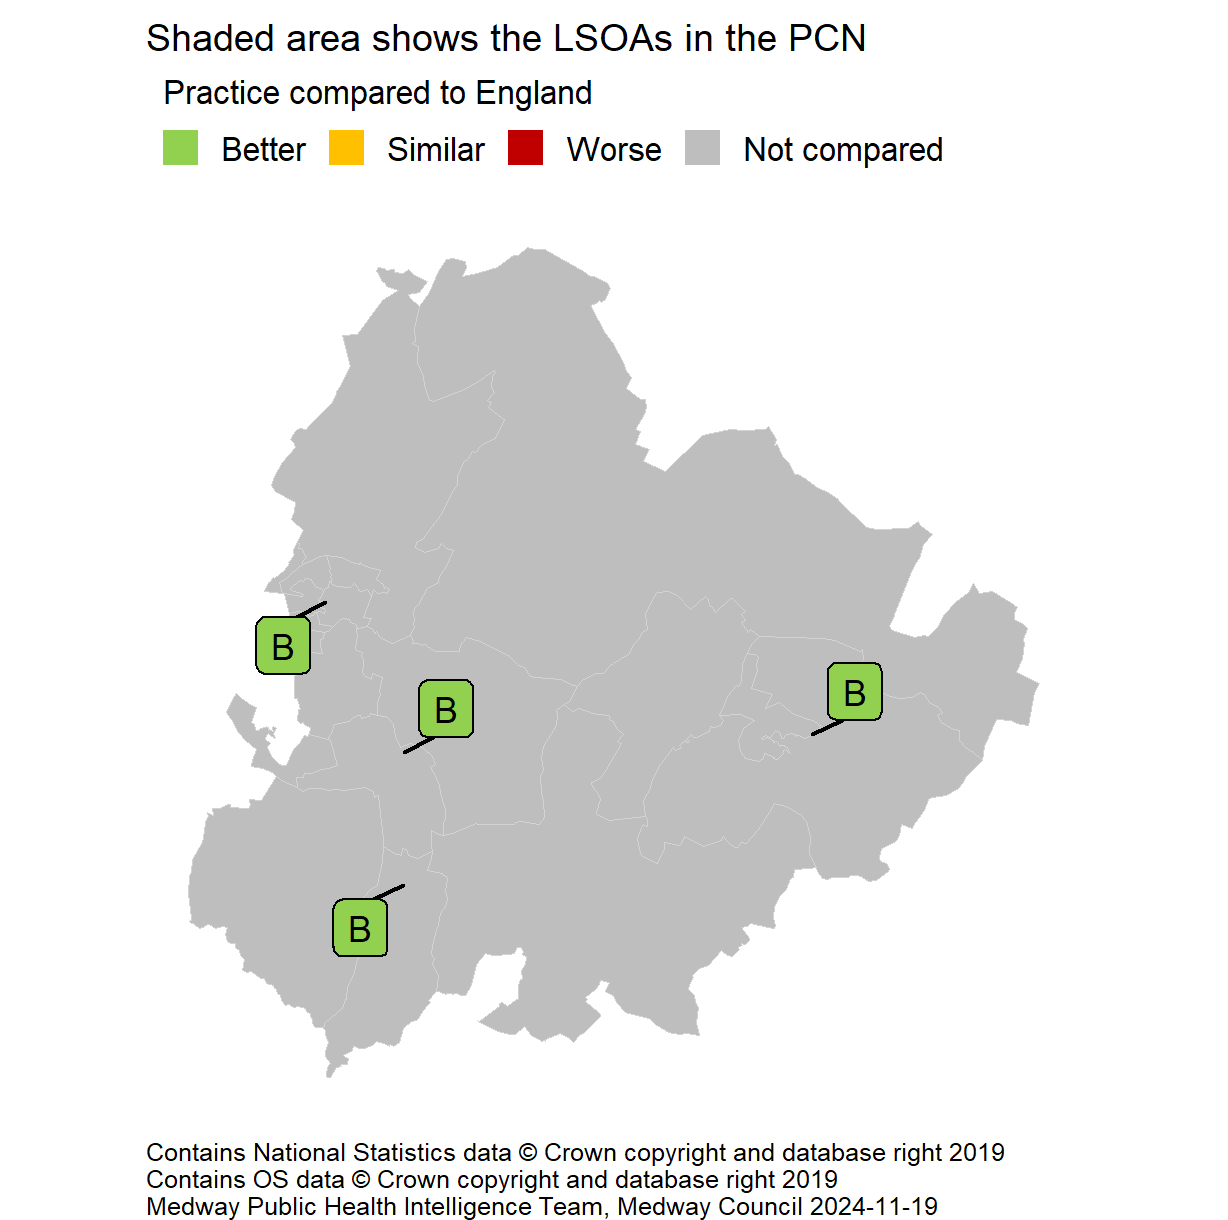 Shaded area shows the LSOAs in the PCN
Practice compared to England
Better Similar Worse Not compared
B
B
B
B
Contains National Statistics data © Crown copyright and database right 2019
Contains OS data © Crown copyright and database right 2019
Medway Public Health Intelligence Team, Medway Council 2024-11-19